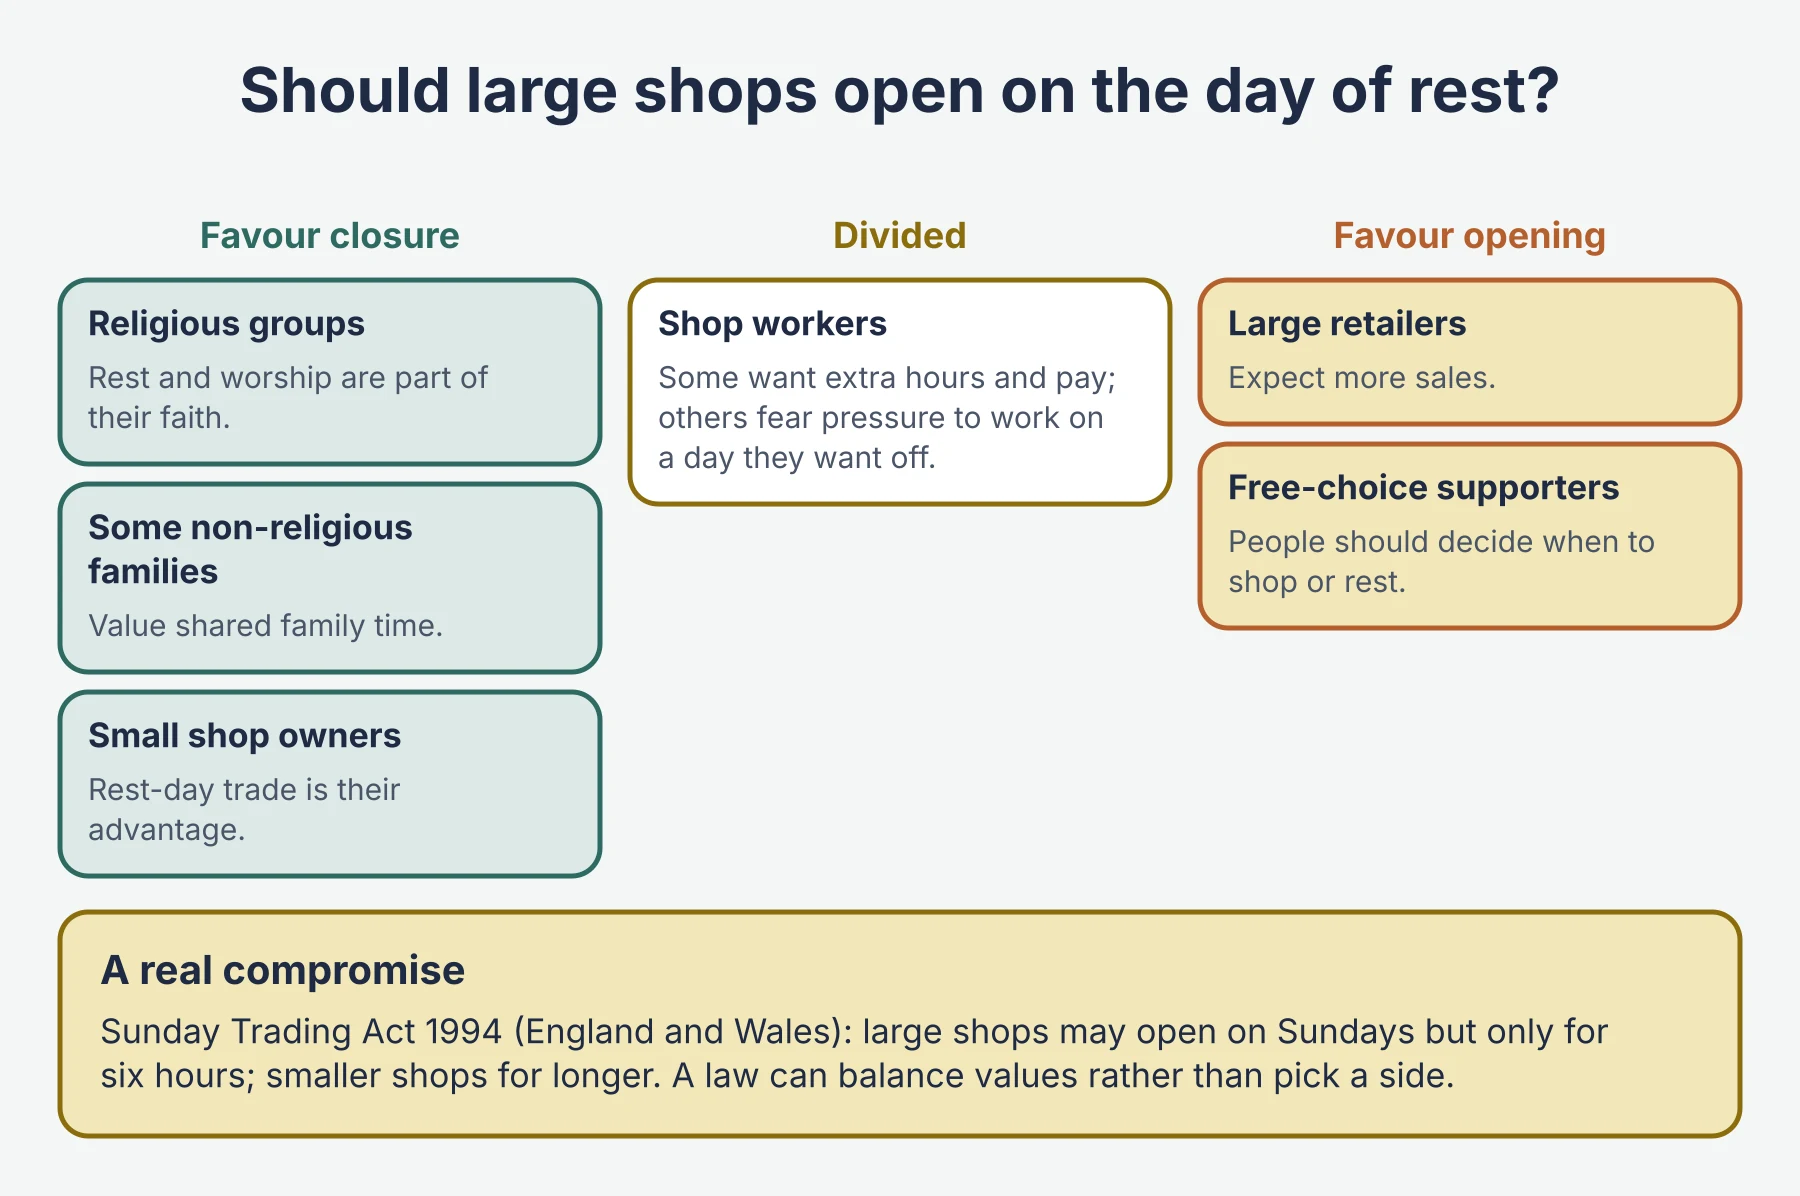 Should large shops open on the day of rest?
Favour closure
Religious groups
Rest and worship are part of
their faith.
Some non-religious
families
Value shared family time.
Small shop owners
Rest-day trade is their
advantage.
Divided
Shop workers
Some want extra hours and pay;
others fear pressure to work on
a day they want off.
Favour opening
Large retailers
Expect more sales.
Free-choice supporters
People should decide when to
shop or rest.
A real compromise
Sunday Trading Act 1994 (England and Wales): large shops may open on Sundays but only for
six hours; smaller shops for longer. A law can balance values rather than pick a side.